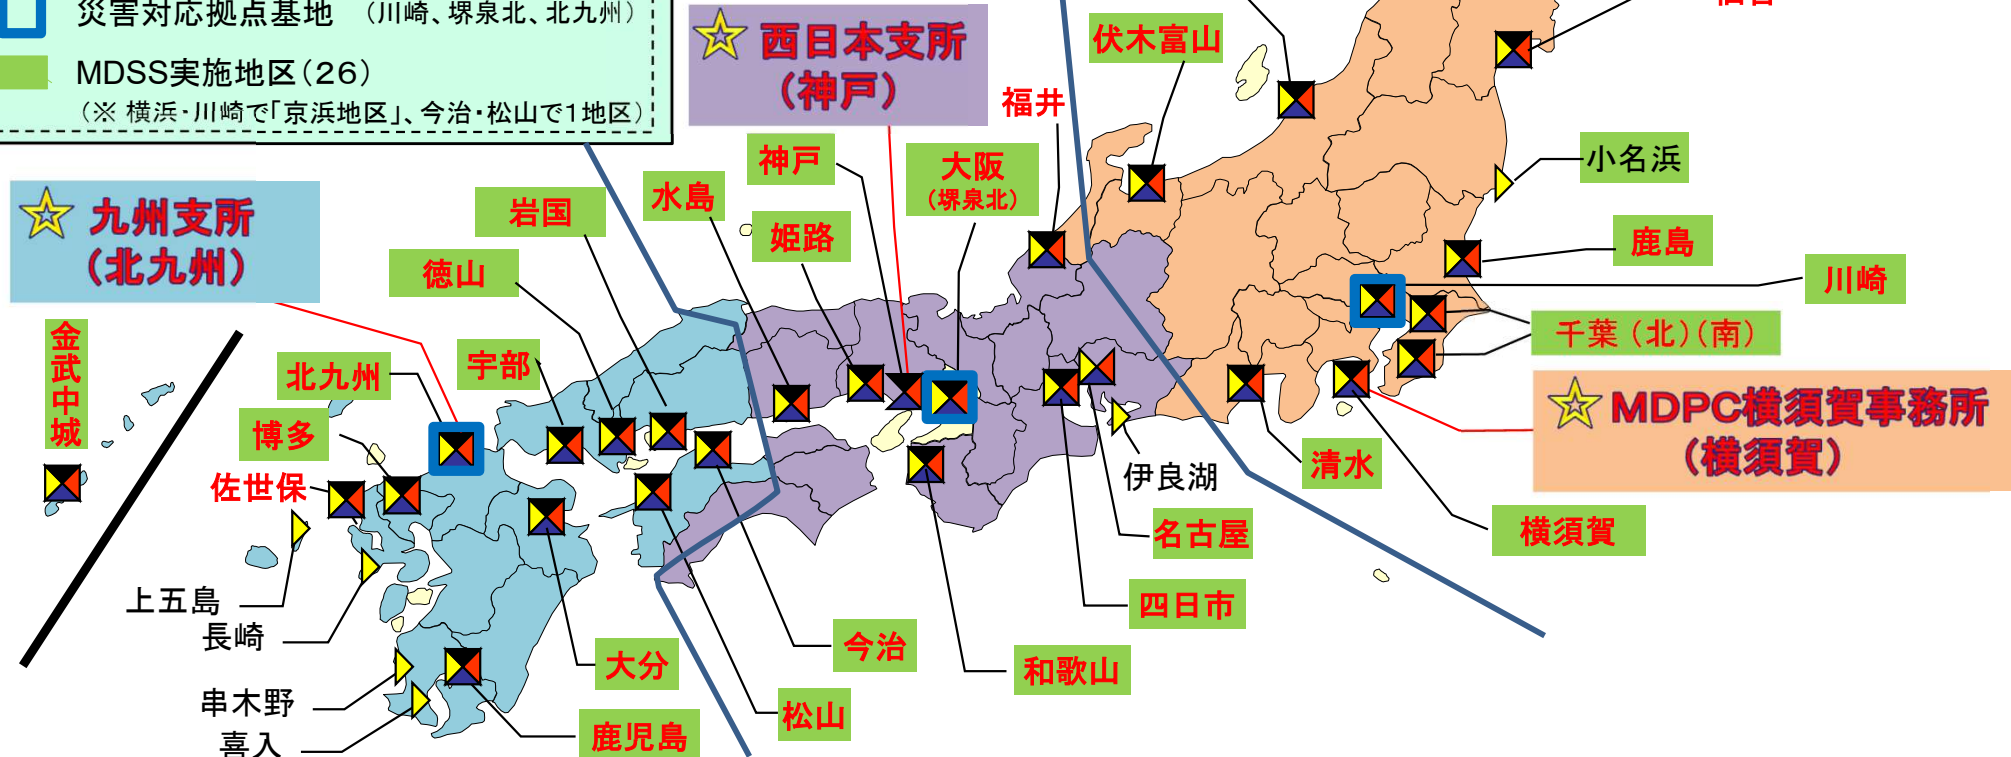 災害対応拠点基地 （川崎、堺泉北、北九州）
MDSS実施地区（26）
（※ 横浜・川崎で「京浜地区」、今治・松山で1地区）
西日本支所
（神戸）
伏木富山
福井
小名浜
神戸
大阪
（堺泉北）
水島
岩国
姫路
鹿島
九州支所
（北九州）
徳山
川崎
千葉（北）（南）
金武中城
北九州
宇部
MDPC横須賀事務所
（横須賀）
博多
清水
佐世保
伊良湖
名古屋
横須賀
上五島
四日市
長崎
今治
大分
和歌山
串木野
松山
鹿児島
喜入